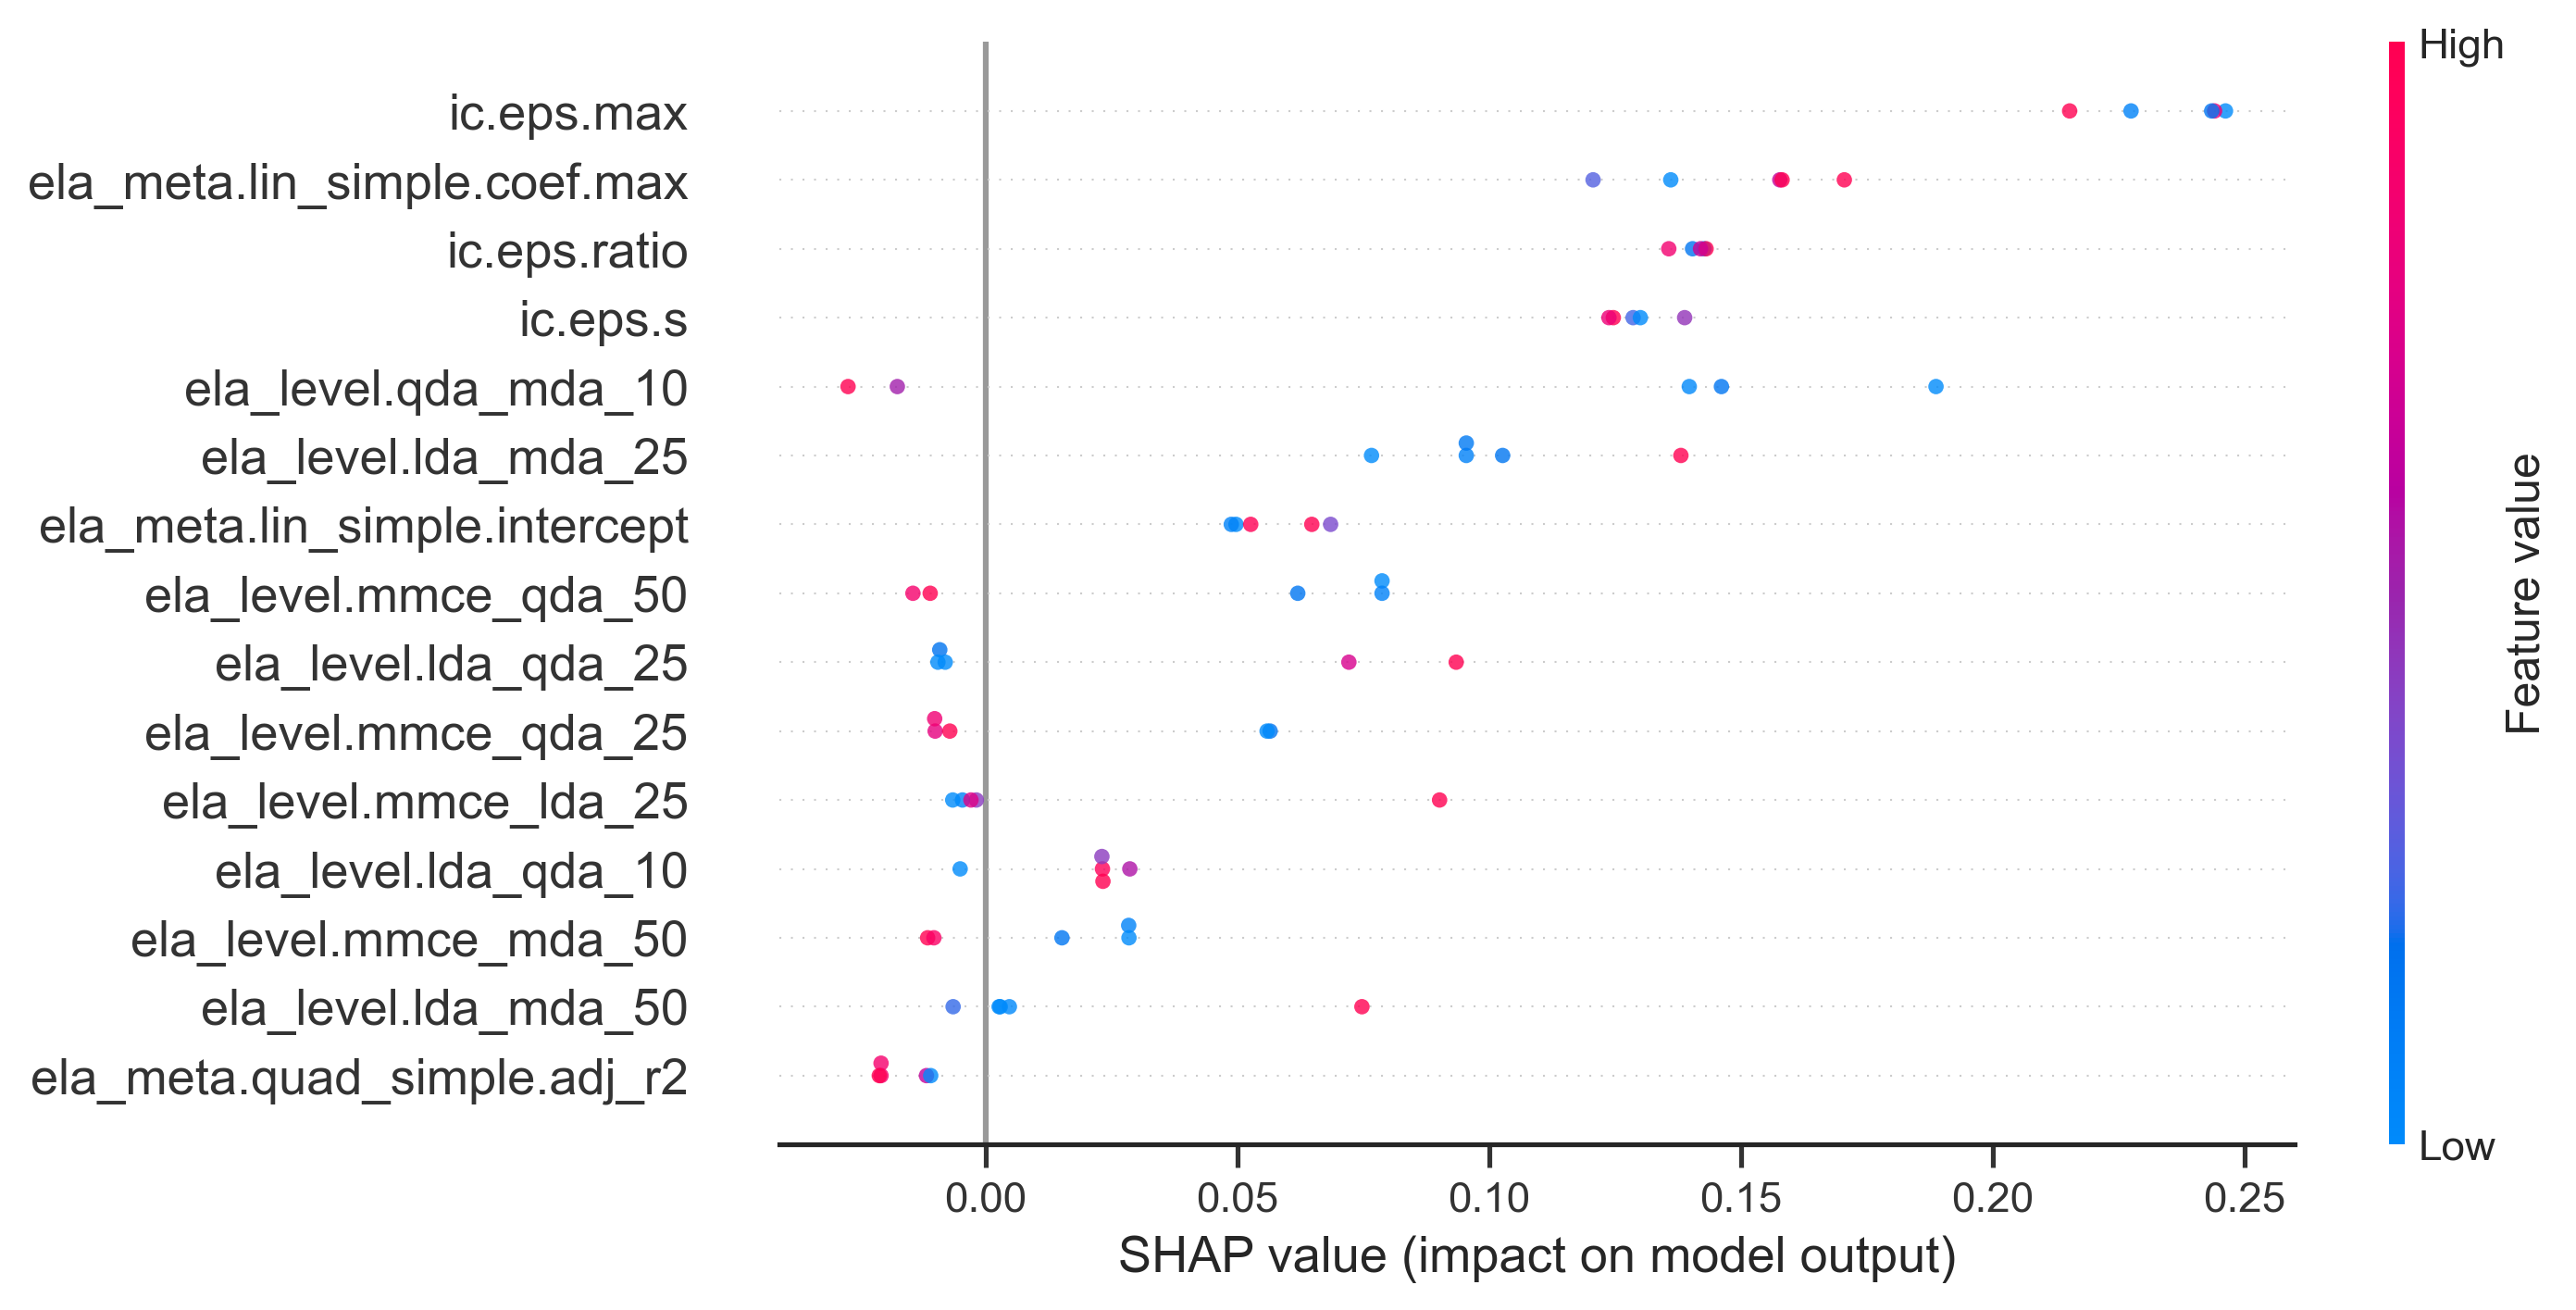 High
ic.eps.max
ela_meta.lin_simple.coef.max
ic.eps.ratio
ic.eps.s
ela_level.qda_mda_10
ela_level.lda_mda_25
ela_meta.lin_simple.intercept
ela_level.mmce_qda_50
ela_level.lda_qda_25
ela_level.mmce_qda_25
ela_level.mmce_lda_25
ela_level.lda_qda_10
ela_level.mmce_mda_50
ela_level.lda_mda_50
ela_meta.quad_simple.adj_r2
Feature value
Low
0.00 0.05 0.10 0.15 0.20 0.25
SHAP value (impact on model output)